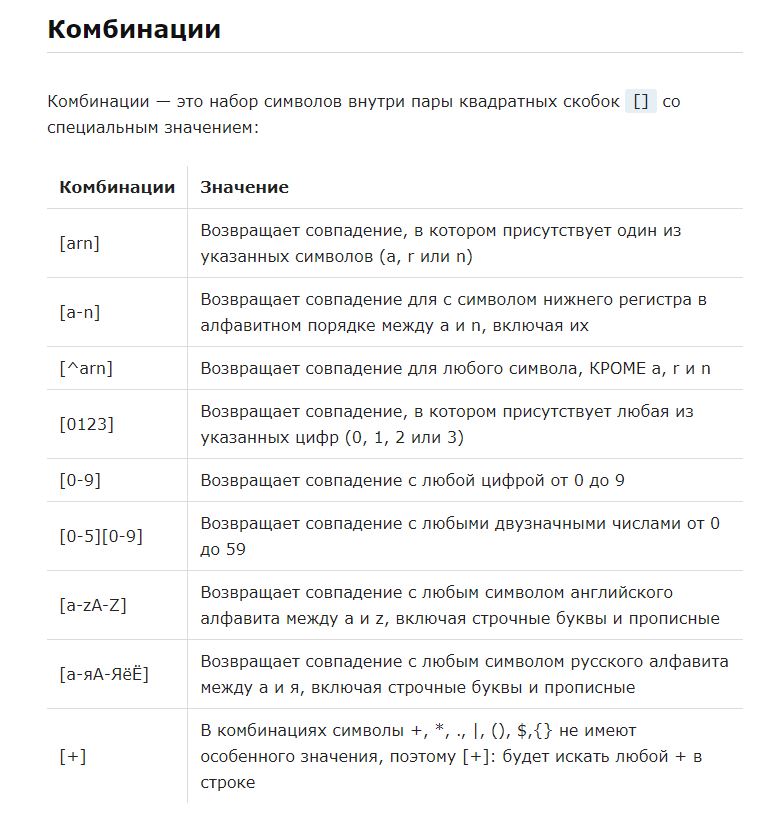 Комбинации
Комбинации — это набор символов внутри пары квадратных скобок [] со
специальным значением:
Комбинации Значение
[arn] Возвращает совпадение, в котором присутствует один из
указанных символов (a, r или n)
[a-n] Возвращает совпадение для с символом нижнего регистра в
алфавитном порядке между a и n, включая их
[^arn] Возвращает совпадение для любого символа, КРОМЕ a, r и n
[0123] Возвращает совпадение, в котором присутствует любая из
указанных цифр (0, 1, 2 или 3)
[0-9] Возвращает совпадение с любой цифрой от 0 до 9
[0-5][0-9] Возвращает совпадение с любыми двузначными числами от 0
до 59
[a-zA-Z] Возвращает совпадение с любым символом английского
алфавита между a и z, включая строчные буквы и прописные
[а-яА-ЯёЁ] Возвращает совпадение с любым символом русского алфавита
между а и я, включая строчные буквы и прописные
[+] В комбинациях символы +, *, ., |, (), $,{} не имеют
особенного значения, поэтому [+]: будет искать любой + в
строке